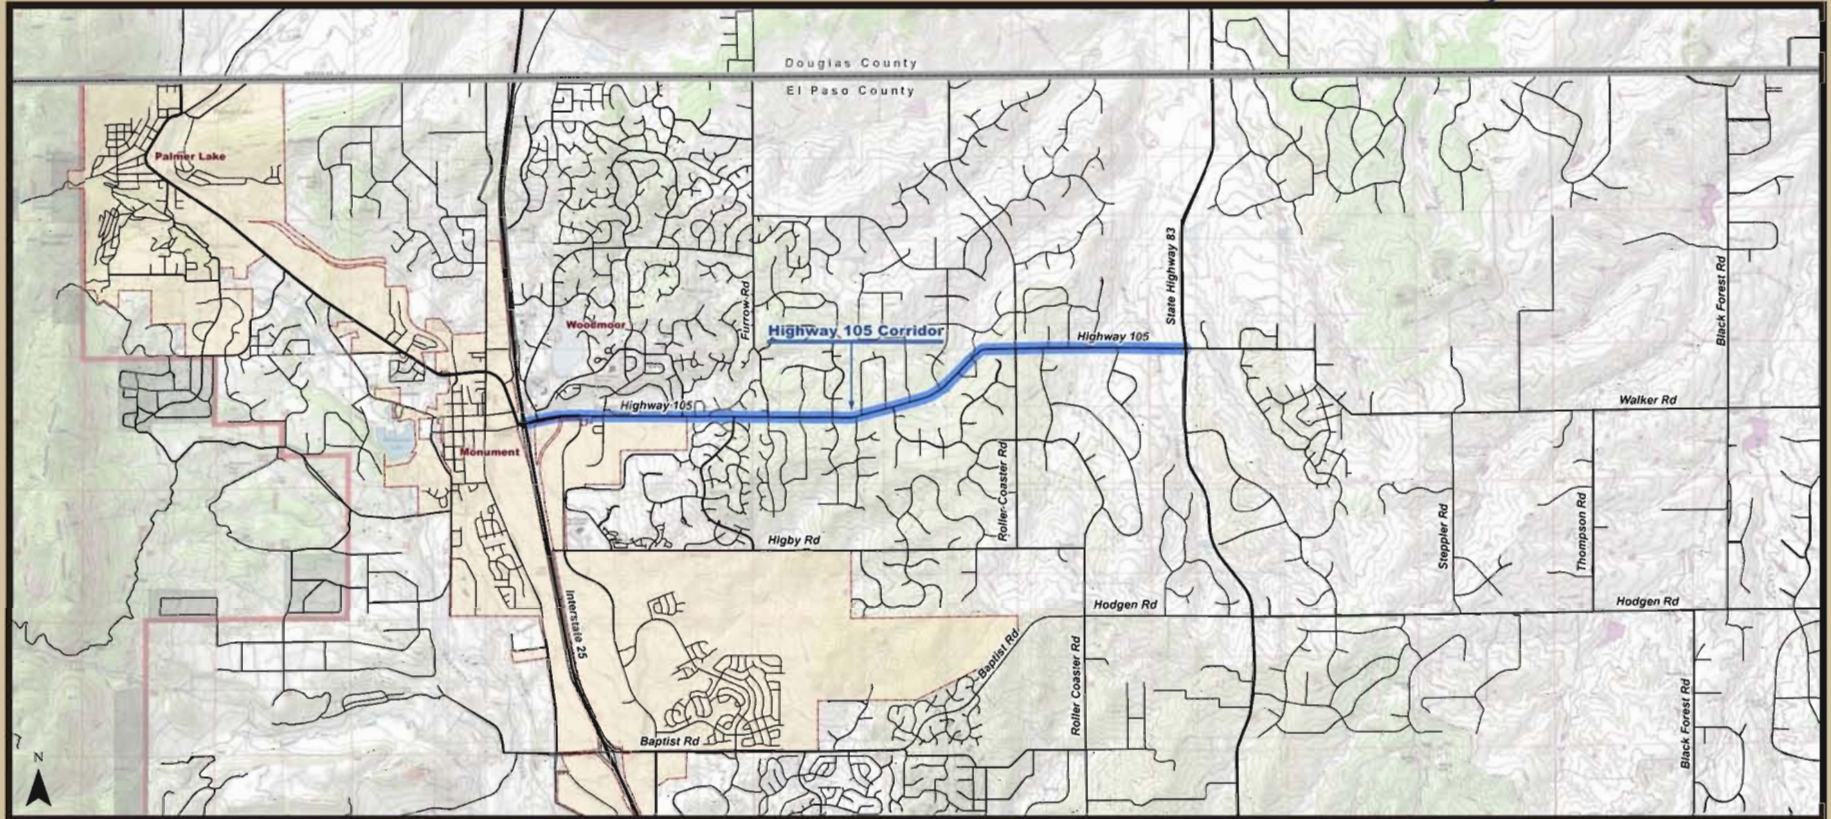 Douglas County
El Paso County
Palmer Lake
State Highway 83
Black Forest Rd
Furrow Rd
Woodmoor
Highway 105 Corridor
Highway 105
Highway 105
Walker Rd
Monument
Roller Coaster Rd
Steppler Rd
Thompson Rd
Higby Rd
Interstate 25
Hodgen Rd
Hodgen Rd
Baptist Rd
Roller Coaster Rd
Black Forest Rd
Baptist Rd
N